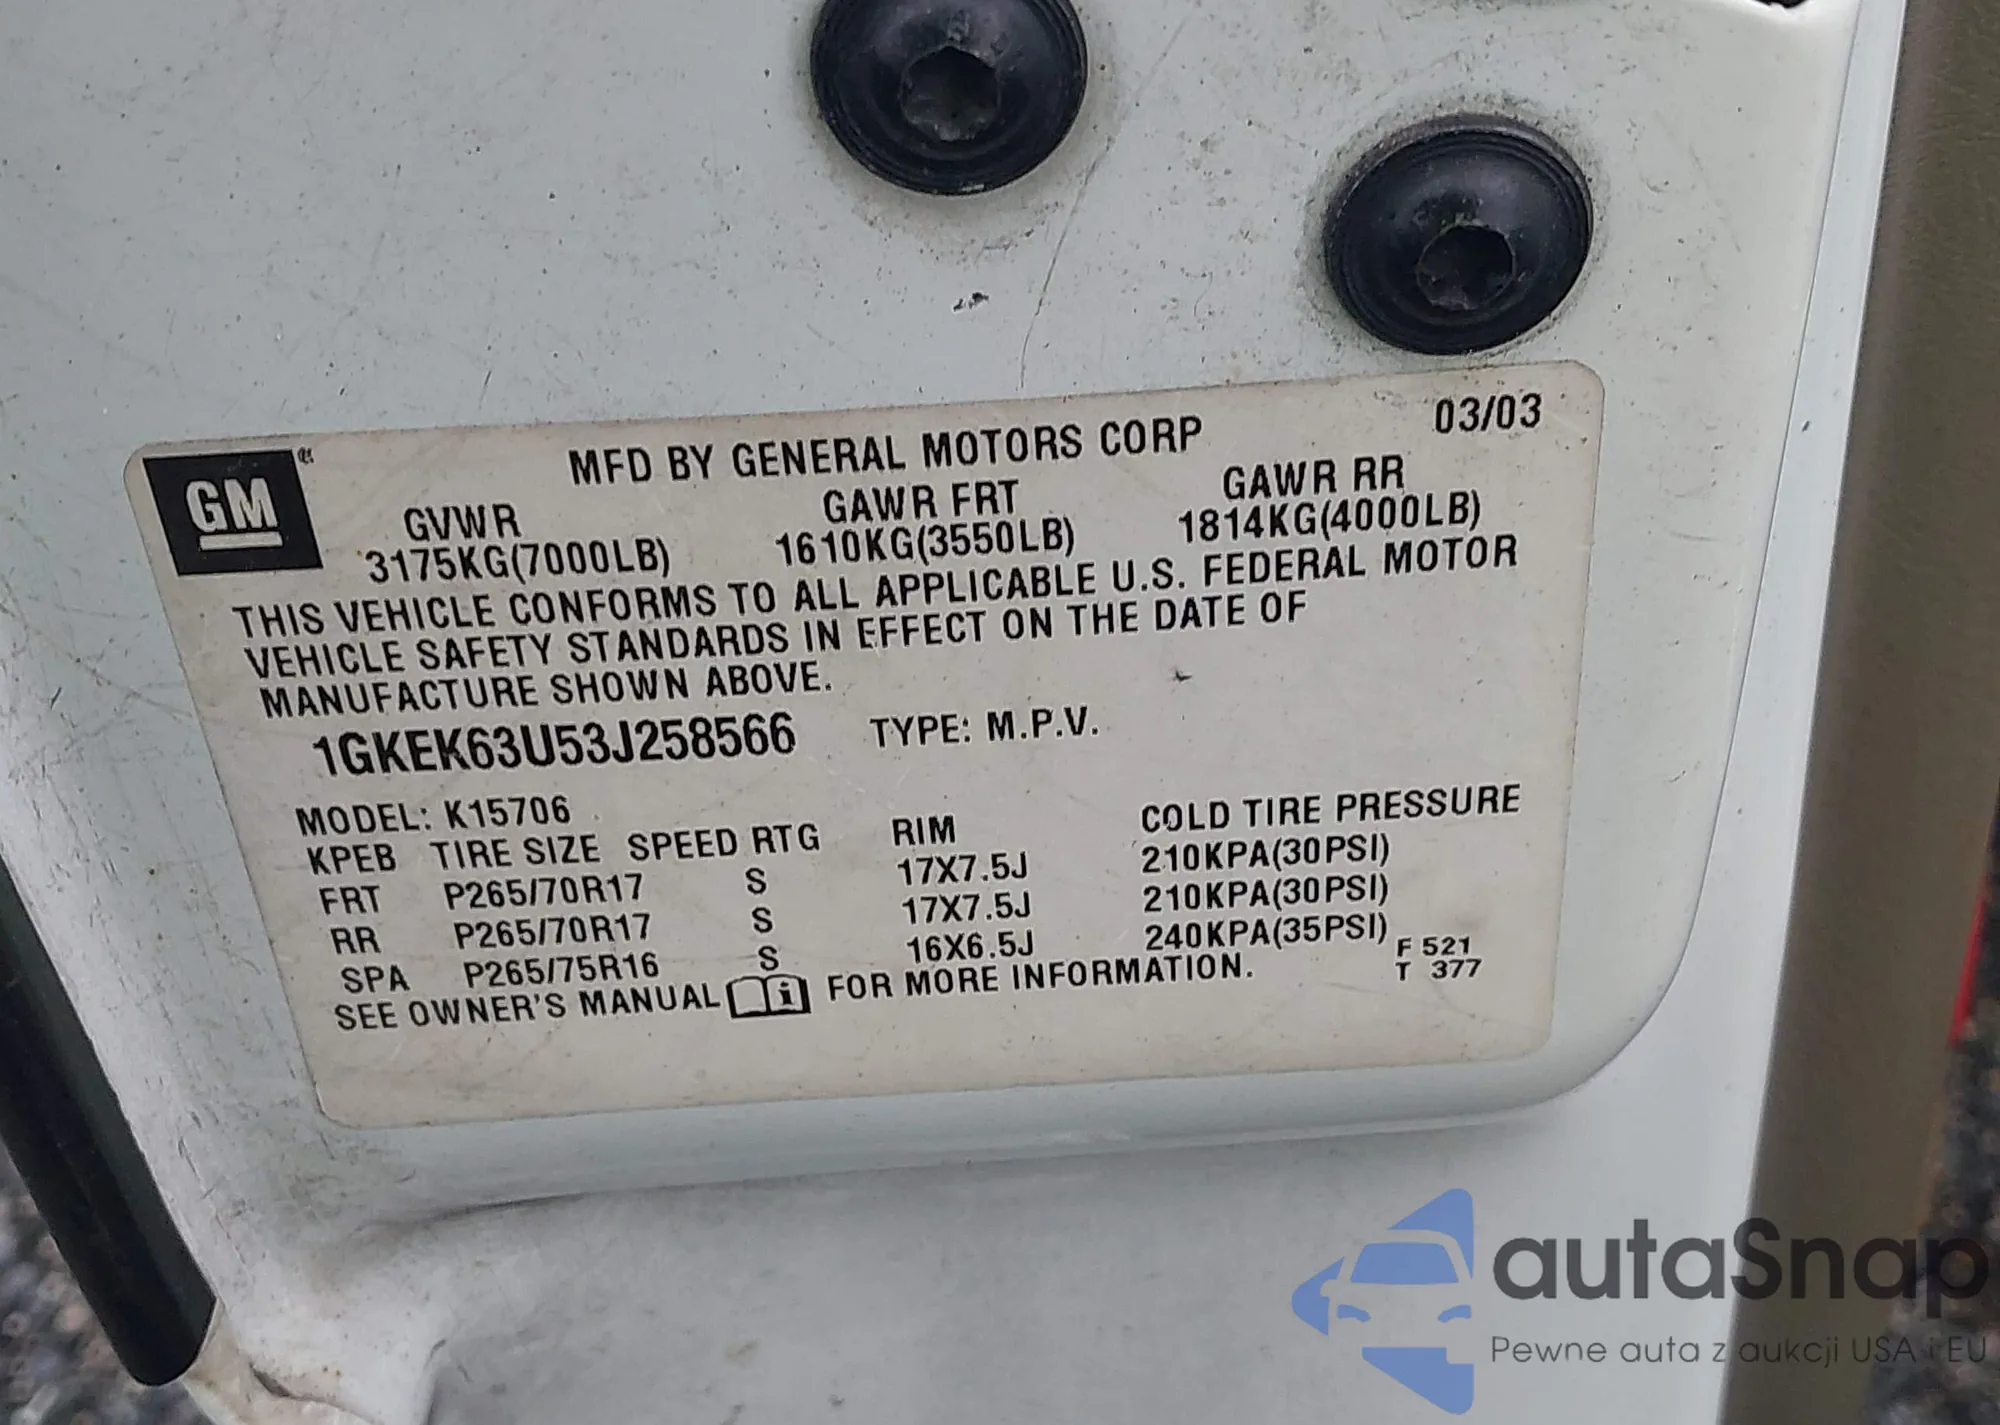 03/03
GM
MFD BY GENERAL MOTORS CORP
GVWR GAWR FRT GAWR RR
3175KG(7000LB) 1610KG(3550LB) 1814KG(4000LB)
THIS VEHICLE CONFORMS TO ALL APPLICABLE U.S. FEDERAL MOTOR
VEHICLE SAFETY STANDARDS IN EFFECT ON THE DATE OF
MANUFACTURE SHOWN ABOVE.
1GKEK63U53J258566 TYPE: M.P.V.
MODEL: K15706
KPEB TIRE SIZE SPEED RTG RIM COLD TIRE PRESSURE
FRT P265/70R17 S 17X7.5J 210KPA(30PSI)
RR P265/70R17 S 17X7.5J 210KPA(30PSI)
SPA P265/75R16 S 16X6.5J 240KPA(35PSI)
SEE OWNER'S MANUAL FOR MORE INFORMATION.
F 521
T 377
autaSnap
Pewne auta z aukcji USA i EU